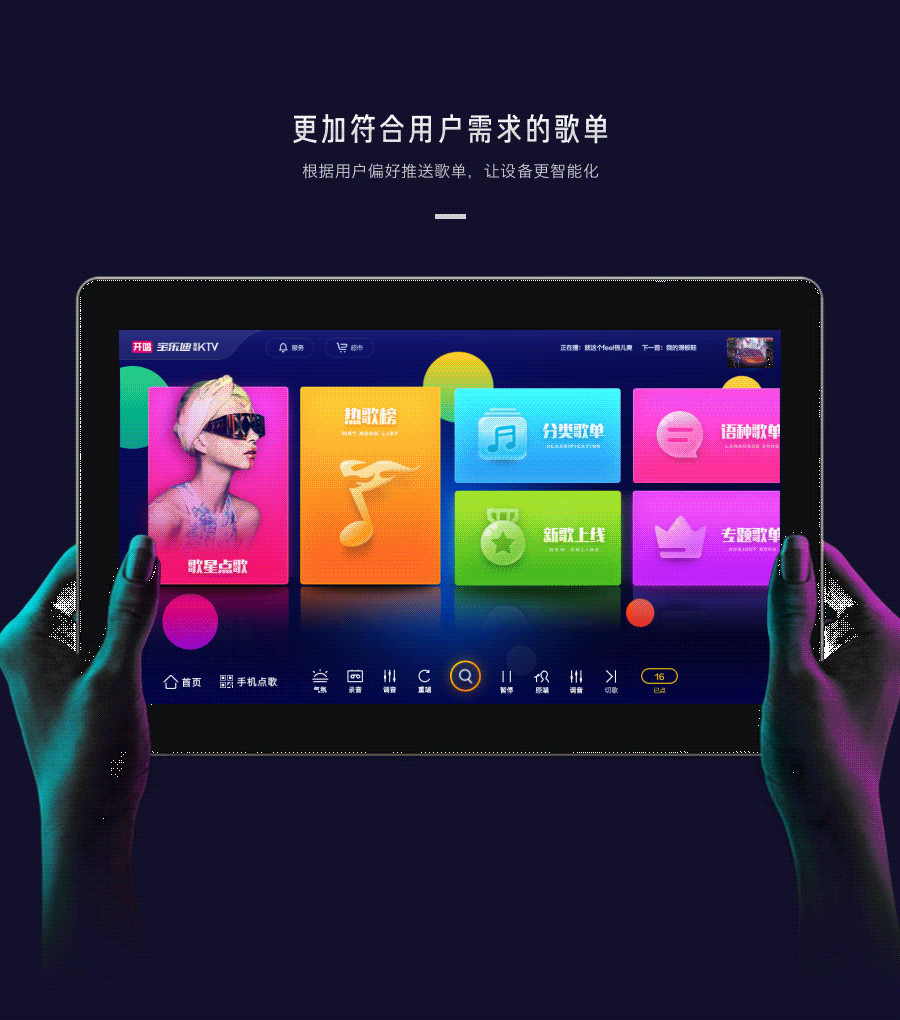 更加符合用户需求的歌单
根据用户偏好推送歌单，让设备更智能化
开唱 宝乐迪 KTV
服务
超市
正在播：就这个feel倍儿爽 下一首：我的滑板鞋
热歌榜
HOT SONG LIST
分类歌单
CLASSIFICATION
语种歌单
LANGUAGE SONG
歌星点歌
新歌上线
NEW ONLINE
专题歌单
SUBJECT SONG
首页
手机点歌
气氛
录音
调音
重唱
暂停
原唱
调音
切歌
16
已点